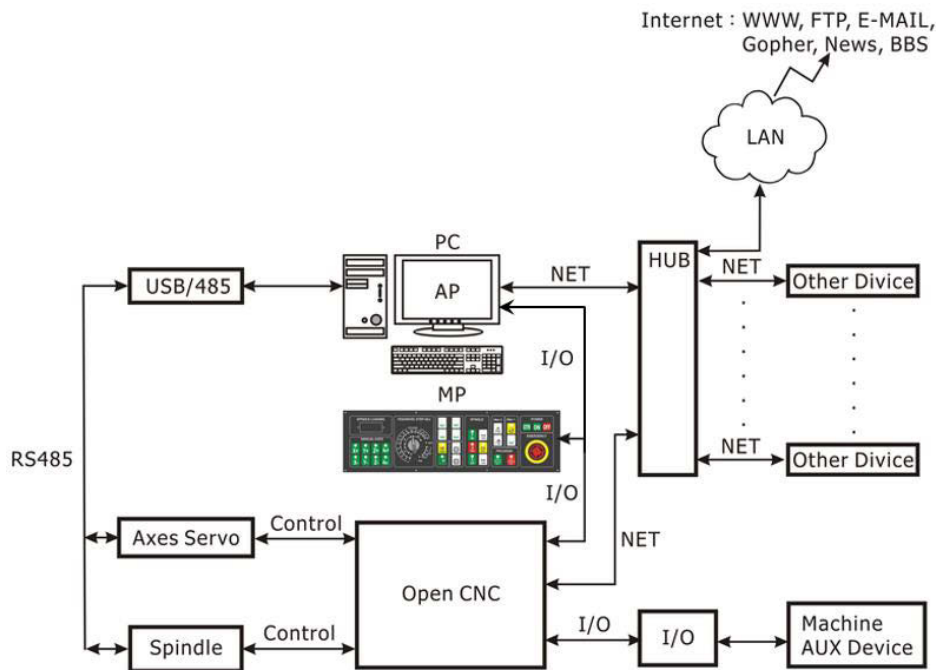 Internet : WWW, FTP, E-MAIL,
Gopher, News, BBS
LAN
PC
HUB
NET
NET
USB/485
AP
Other Divice
I/O
MP
RS485
NET
Other Divice
I/O
Axes Servo
Control
NET
Open CNC
Spindle
Control
I/O
I/O
Machine
AUX Device